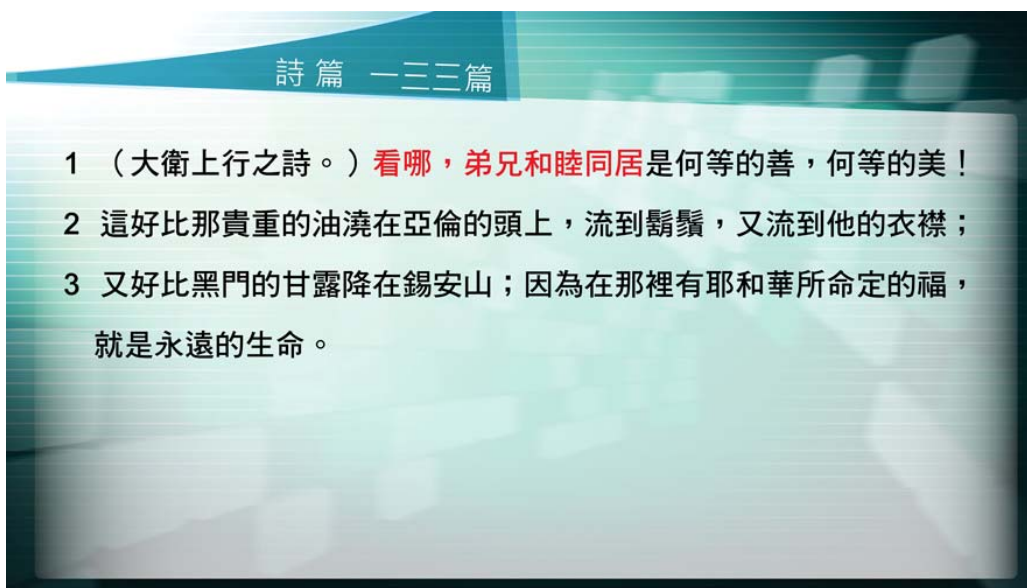 詩篇 一三三篇
1 （大衛上行之詩。）看哪，弟兄和睦同居是何等的善，何等的美！
2 這好比那貴重的油澆在亞倫的頭上，流到鬍鬚，又流到他的衣襟；
3 又好比黑門的甘露降在錫安山；因為在那裡有耶和華所命定的福，
就是永遠的生命。